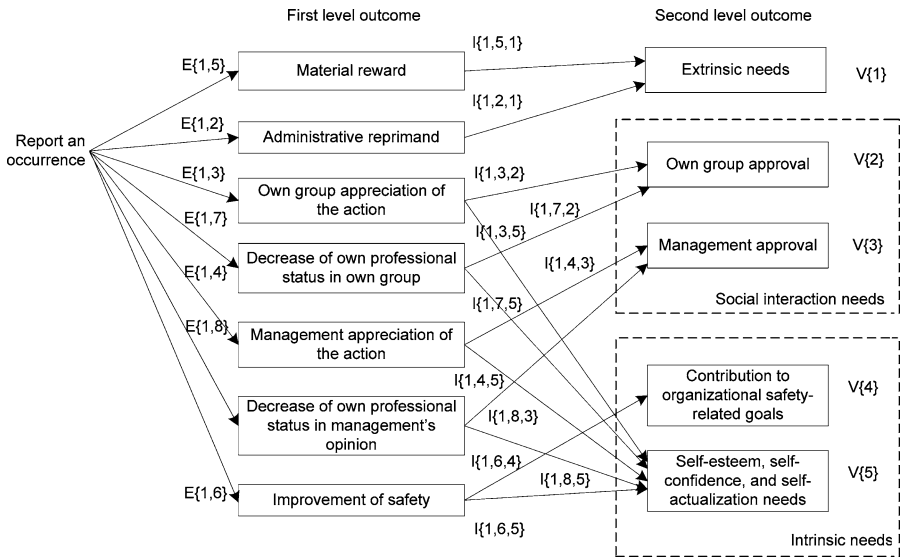 First level outcome
Second level outcome
Report an
occurrence
E{1,5}
E{1,2}
E{1,3}
E{1,7}
E{1,4}
E{1,8}
E{1,6}
Material reward
Administrative reprimand
Own group appreciation of
the action
Decrease of own professional
status in own group
Management appreciation of
the action
Decrease of own professional
status in management's
opinion
Improvement of safety
I{1,5,1}
I{1,2,1}
I{1,3,2}
I{1,7,2}
I{1,3,5}
I{1,4,3}
I{1,7,5}
I{1,4,5}
I{1,8,3}
I{1,6,4}
I{1,8,5}
I{1,6,5}
Extrinsic needs
V{1}
Own group approval
V{2}
Management approval
V{3}
Social interaction needs
Contribution to
organizational safety-
related goals
V{4}
Self-esteem, self-
confidence, and self-
actualization needs
V{5}
Intrinsic needs